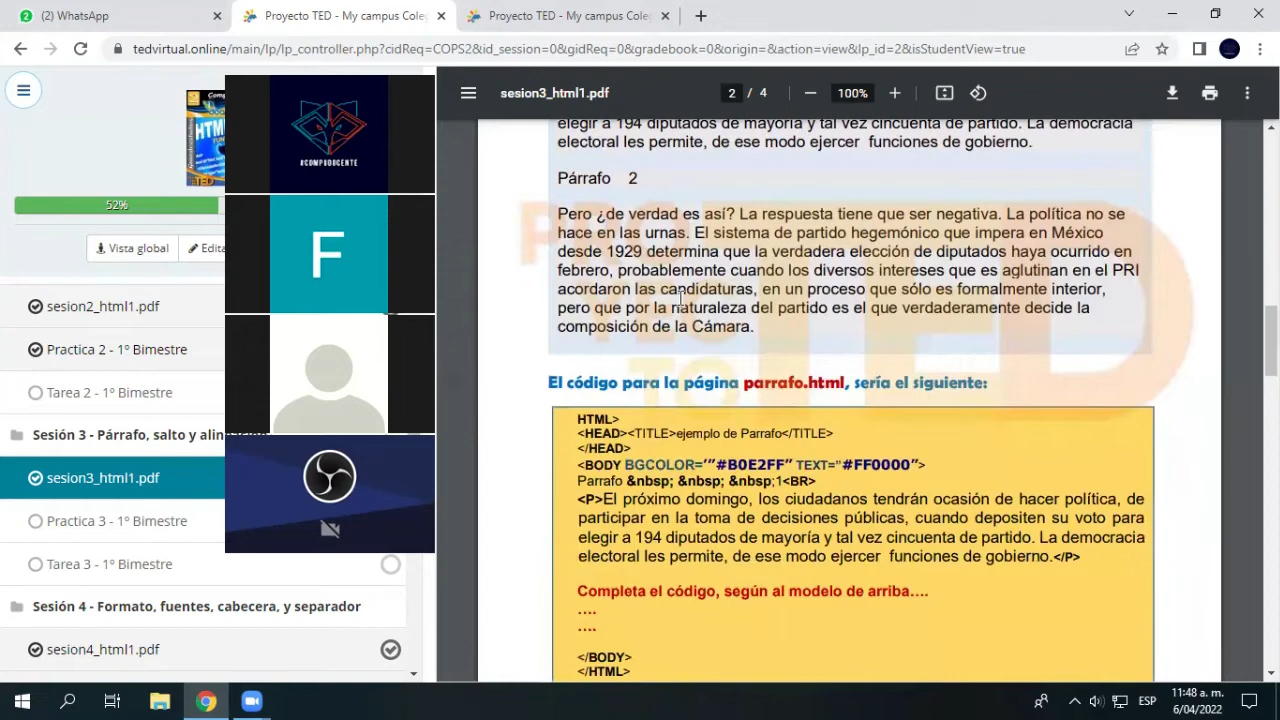 2
WhatsApp (2)
Proyecto TED - My campus Cole
Proyecto TED - My campus Cole
tedvirtual.online/main/lp/lp_controller.php?cidReq=COPS2&id_session=0&gidReq=0&gradebook=0&origin=&action=view&lp_id=2&isStudentView=true
52%
Vista global
Edita
sesion2_html1.pdf
Practica 2 - 1º Bimestre
Tarea 2 - 1º Bimestre
Sesión 3 - Párrafo, salto y alin
sesion3_html1.pdf
Practica 3 - 1º Bimestre
Tarea 3 - 1º Bimestre
Sesión 4 - Formato, fuentes, cabecera, y separador
sesion4_html1.pdf
#COMPUDOCENTE
F
sesion3_html1.pdf
2 / 4
100%
elegir a 194 diputados de mayoría y tal vez cincuenta de partido. La democracia
electoral les permite, de ese modo ejercer funciones de gobierno.
Párrafo 2
Pero ¿de verdad es así? La respuesta tiene que ser negativa. La política no se
hace en las urnas. El sistema de partido hegemónico que impera en México
desde 1929 determina que la verdadera elección de diputados haya ocurrido en
febrero, probablemente cuando los diversos intereses que es aglutinan en el PRI
acordaron las candidaturas, en un proceso que sólo es formalmente interior,
pero que por la naturaleza del partido es el que verdaderamente decide la
composición de la Cámara.
El código para la página parrafo.html, sería el siguiente:
HTML>
<HEAD><TITLE>ejemplo de Parrafo</TITLE>
</HEAD>
<BODY BGCOLOR='"#B0E2FF" TEXT="#FF0000">
Parrafo &nbsp; &nbsp; &nbsp;1<BR>
<P>El próximo domingo, los ciudadanos tendrán ocasión de hacer política, de
participar en la toma de decisiones públicas, cuando depositen su voto para
elegir a 194 diputados de mayoría y tal vez cincuenta de partido. La democracia
electoral les permite, de ese modo ejercer funciones de gobierno.</P>
Completa el código, según al modelo de arriba....
....
....
</BODY>
</HTML>
ESP
11:48 a. m.
6/04/2022